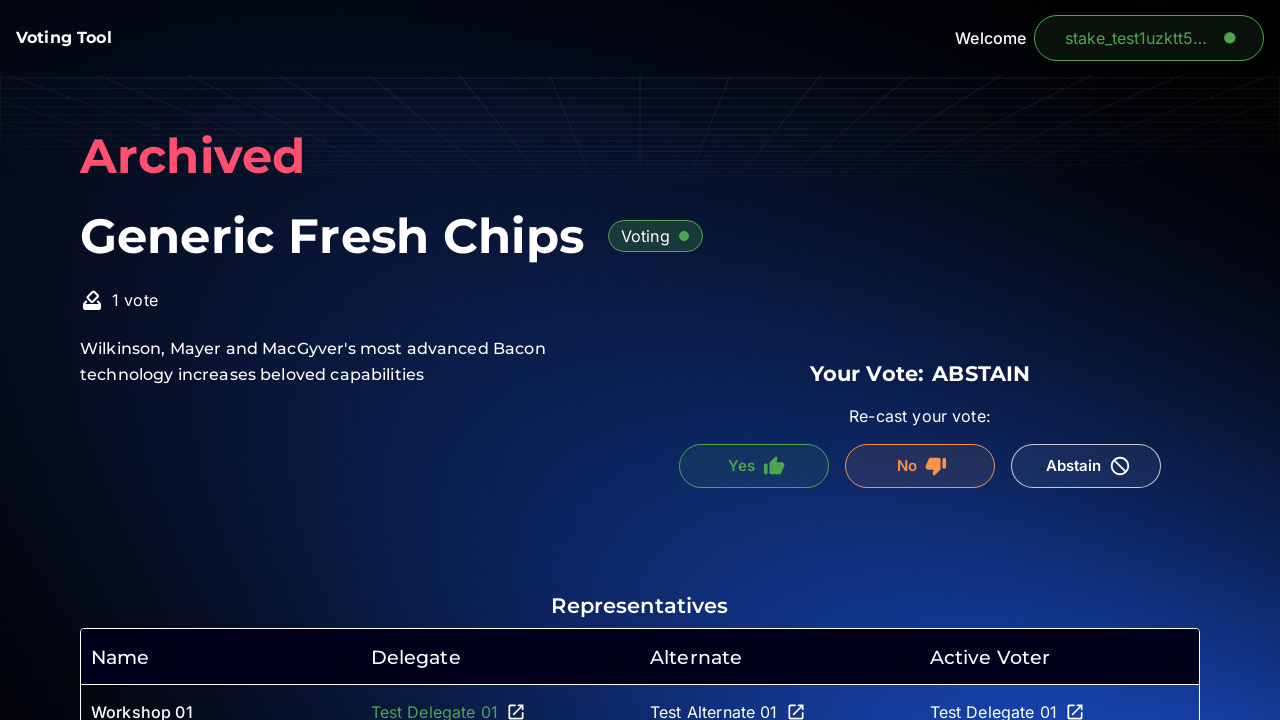 Voting Tool
Welcome
stake_test1uzktt5...
Archived
Generic Fresh Chips
Voting
1 vote
Wilkinson, Mayer and MacGyver's most advanced Bacon
technology increases beloved capabilities
Your Vote: ABSTAIN
Re-cast your vote:
Yes
No
Abstain
Representatives
Name Delegate Alternate Active Voter
Workshop 01 Test Delegate 01 Test Alternate 01 Test Delegate 01